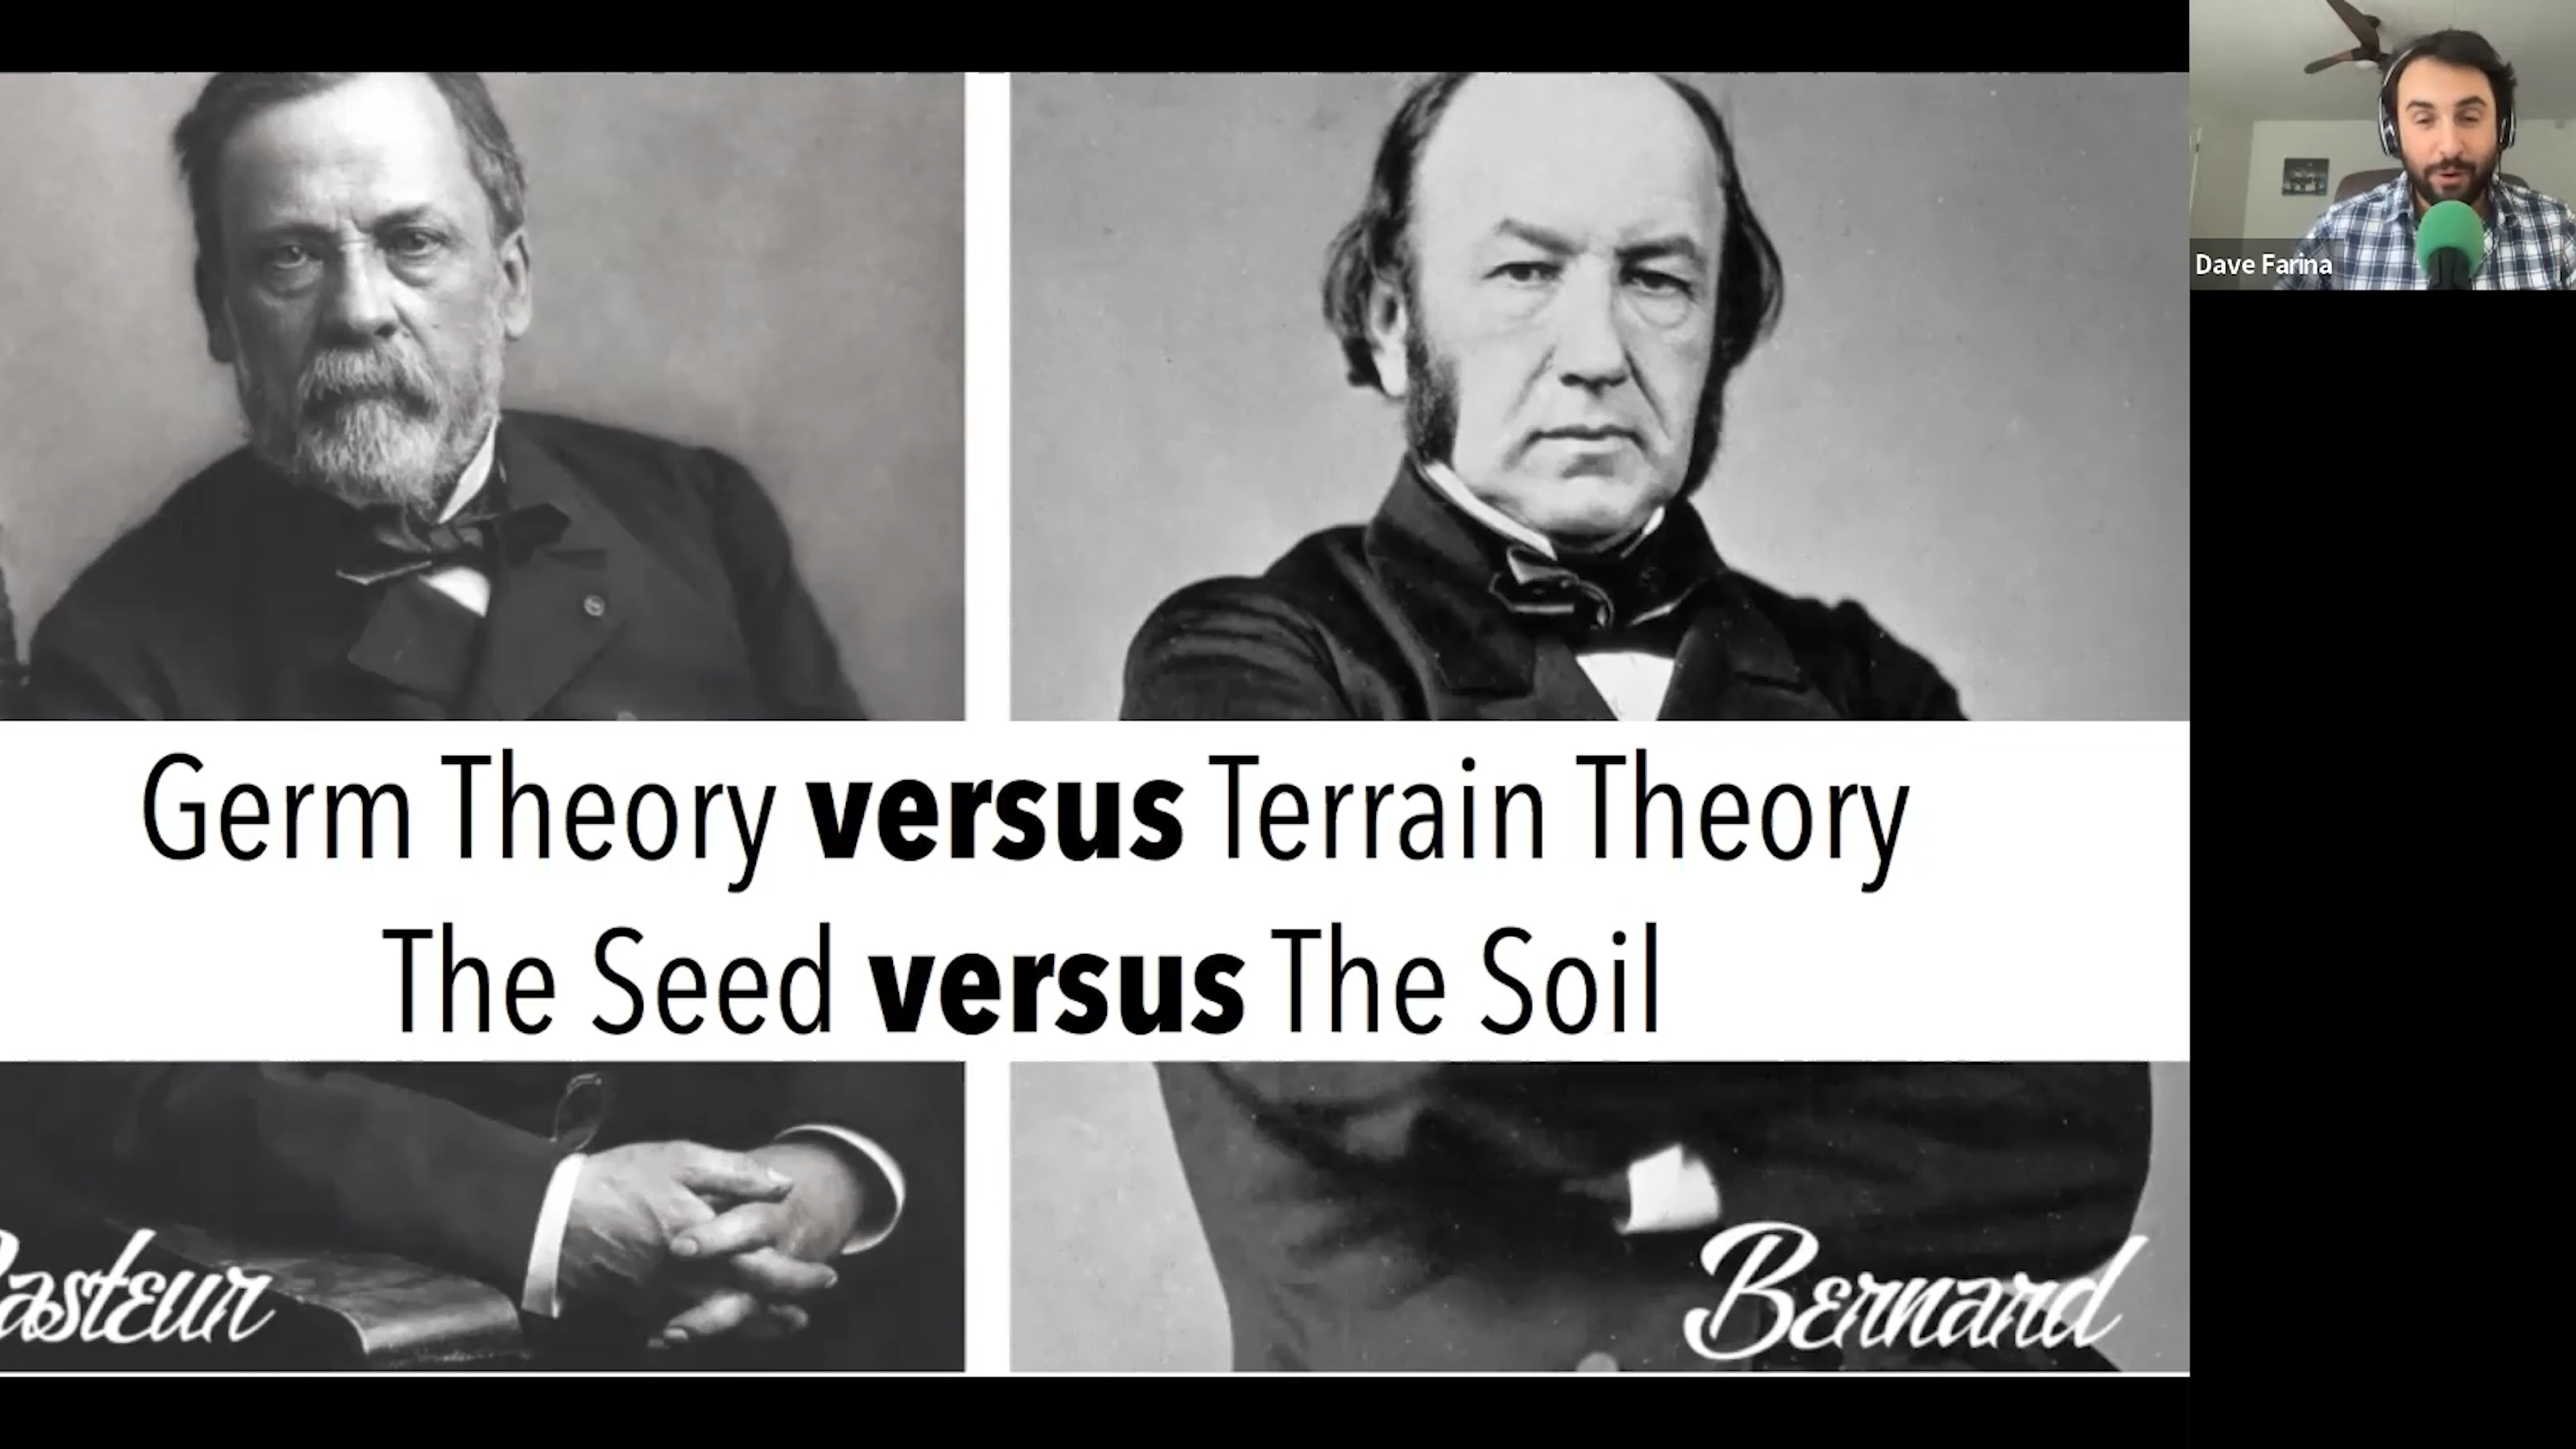 Dave Farina
Germ Theory versus Terrain Theory
The Seed versus The Soil
asteur
Bernard